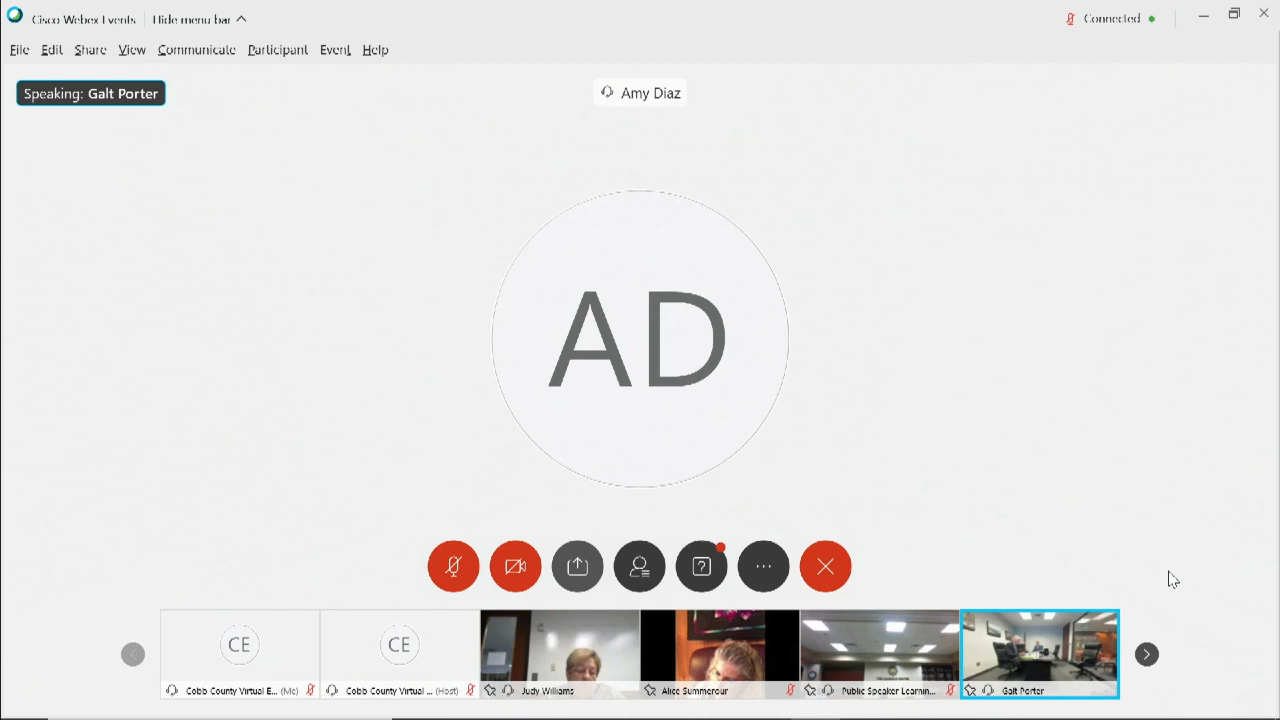 Cisco Webex Events
Hide menu bar
Connected
File Edit Share View Communicate Participant Event Help
Speaking: Galt Porter
Amy Diaz
AD
CE
CE
Cobb County Virtual E... (Me)
Cobb County Virtual ... (Host)
Judy Williams
Alice Summerour
Public Speaker Learnin...
Galt Porter